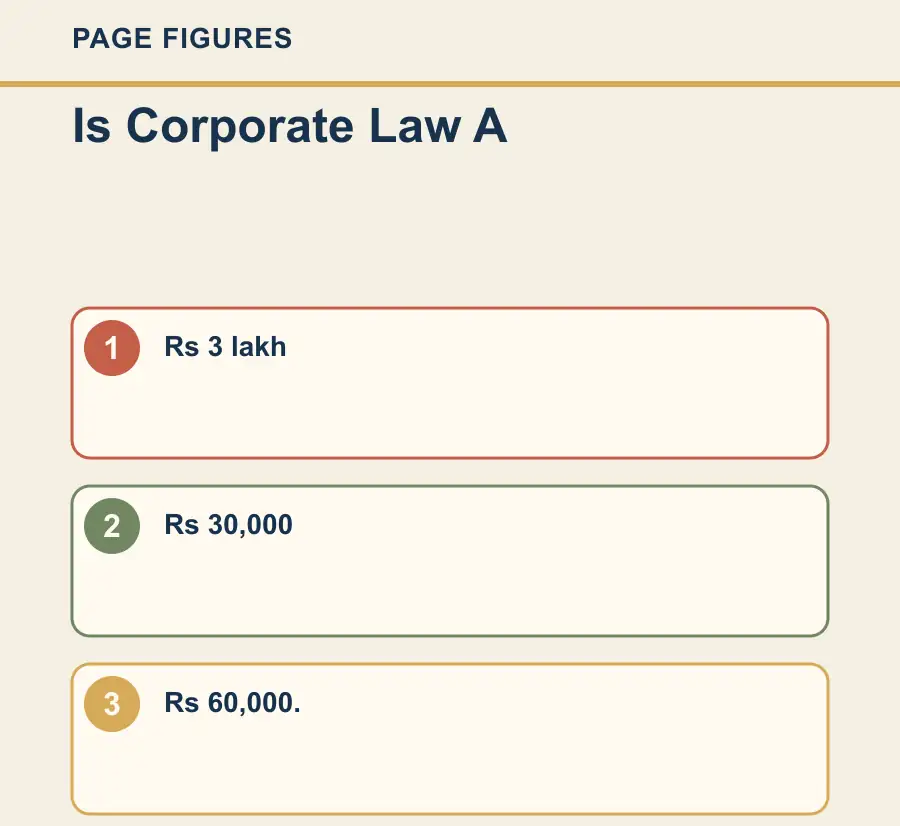 PAGE FIGURES
Is Corporate Law A
1
Rs 3 lakh
2
Rs 30,000
3
Rs 60,000.